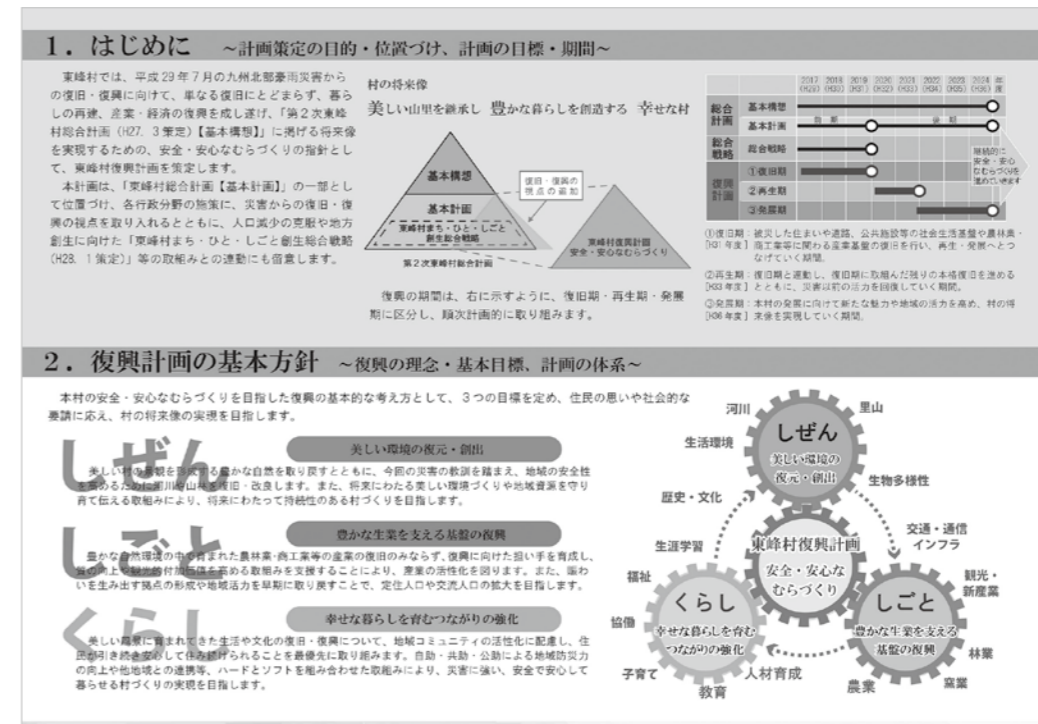 1．はじめに ～計画策定の目的・位置づけ、計画の目標・期間～
東峰村では、平成29年7月の九州北部豪雨災害から
の復旧・復興に向けて、単なる復旧にとどまらず、暮ら
しの再建、産業・経済の復興を成し遂げ、「第2次東峰
村総合計画（H27. 3策定）【基本構想】」に掲げる将来像
を実現するための、安全・安心なむらづくりの指針とし
て、東峰村復興計画を策定します。
本計画は、「東峰村総合計画【基本計画】」の一部とし
て位置づけ、各行政分野の施策に、災害からの復旧・復
興の視点を取り入れるとともに、人口減少の克服や地方
創生に向けた「東峰村まち・ひと・しごと創生総合戦略
（H28. 1策定）」等の取組みとの連動にも留意します。
村の将来像
美しい山里を継承し 豊かな暮らしを創造する 幸せな村
基本構想
基本計画
東峰村まち・ひと・しごと
創生総合戦略
第2次東峰村総合計画
復旧・復興の
視点の追加
東峰村復興計画
安全・安心なむらづくり
復興の期間は、右に示すように、復旧期・再生期・発展
期に区分し、順次計画的に取り組みます。
2017 2018 2019 2020 2021 2022 2023 2024 年
(H29) (H30) (H31) (H32) (H33) (H34) (H35) (H36) 度
総合
計画
基本構想
基本計画
前期
後期
総合
戦略
総合戦略
復興
計画
①復旧期
②再生期
③発展期
継続的に
安全・安心
なむらづくりを
進めていきます
①復旧期：被災した住まいや道路、公共施設等の社会生活基盤や農林業・
[H31年度] 商工業等に関わる産業基盤の復旧を行い、再生・発展へとつ
なげていく期間。
②再生期：復旧期と連動し、復旧期に取組んだ残りの本格復旧を進める
[H33年度] とともに、災害以前の活力を回復していく期間。
③発展期：本村の発展に向けて新たな魅力や地域の活力を高め、村の将
[H36年度] 来像を実現していく期間。
2．復興計画の基本方針 ～復興の理念・基本目標、計画の体系～
本村の安全・安心なむらづくりを目指した復興の基本的な考え方として、3つの目標を定め、住民の思いや社会的な
要請に応え、村の将来像の実現を目指します。
しぜん
美しい環境の復元・創出
美しい村の景観を形成する豊かな自然を取り戻すとともに、今回の災害の教訓を踏まえ、地域の安全性
を高めるために河川や山林を復旧・改良します。また、将来にわたる美しい環境づくりや地域資源を守り
育て伝える取組みにより、将来にわたって持続性のある村づくりを目指します。
しごと
豊かな生業を支える基盤の復興
豊かな自然環境の中で育まれた農林業・商工業等の産業の復旧のみならず、復興に向けた担い手を育成し、
質の向上や観光的付加価値を高める取組みを支援することにより、産業の活性化を図ります。また、賑わ
いを生み出す拠点の形成や地域活力を早期に取り戻すことで、定住人口や交流人口の拡大を目指します。
くらし
幸せな暮らしを育むつながりの強化
美しい風景に育まれてきた生活や文化の復旧・復興について、地域コミュニティの活性化に配慮し、住
民が引き続き安心して住み続けられることを最優先に取り組みます。自助・共助・公助による地域防災力
の向上や他地域との連携等、ハードとソフトを組み合わせた取組みにより、災害に強い、安全で安心して
暮らせる村づくりの実現を目指します。
河川
里山
生活環境
生物多様性
歴史・文化
しぜん
美しい環境の
復元・創出
交通・通信
インフラ
生涯学習
東峰村復興計画
安全・安心な
むらづくり
福祉
観光・
新産業
くらし
幸せな暮らしを育む
つながりの強化
しごと
豊かな生業を支える
基盤の復興
協働
林業
子育て
教育
人材育成
農業
窯業